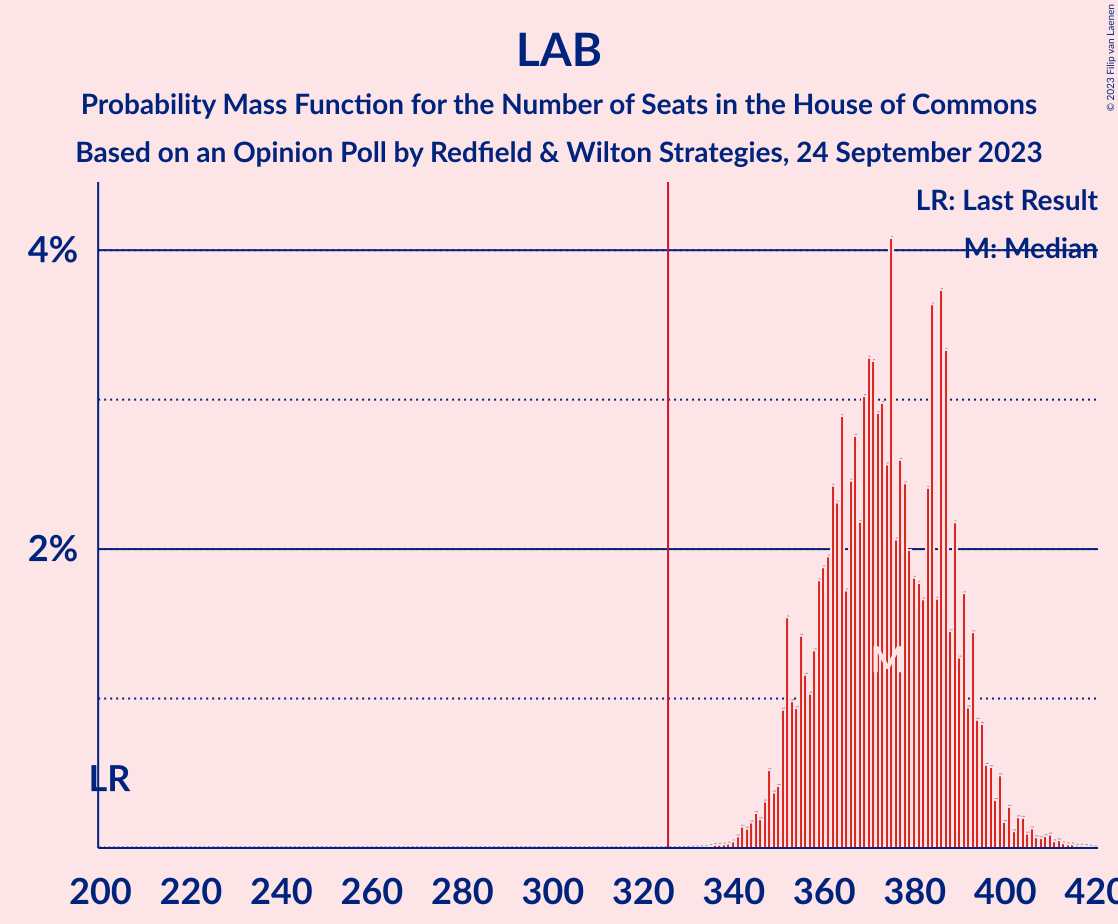 LAB
Probability Mass Function for the Number of Seats in the House of Commons
Based on an Opinion Poll by Redfield & Wilton Strategies, 24 September 2023
© 2023 Filip van Laenen
LR: Last Result
M: Median
4%
2%
M
LR
200 220 240 260 280 300 320 340 360 380 400 420